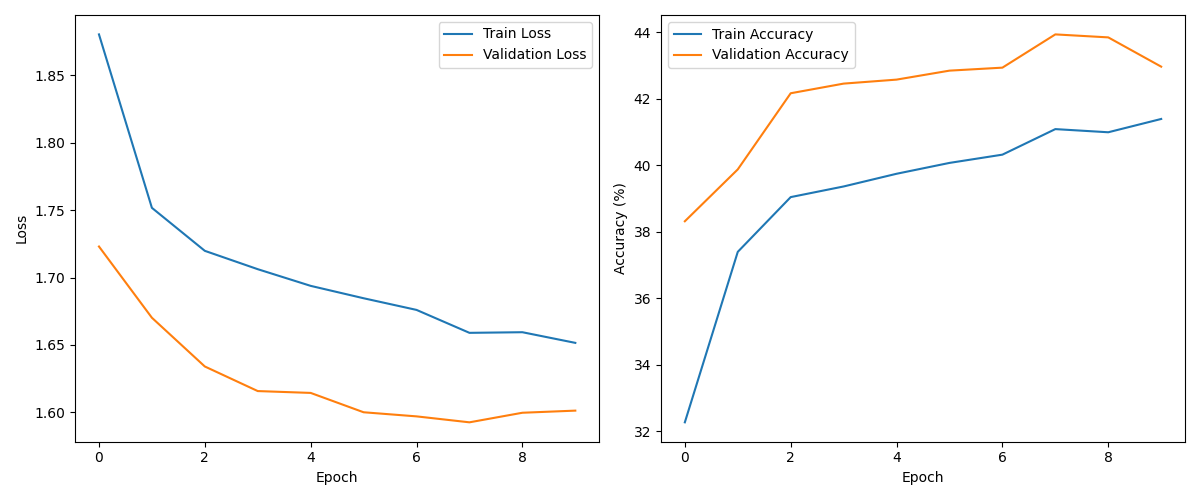 Train Loss
Validation Loss
1.85
1.80
1.75
1.70
1.65
1.60
Loss
0 2 4 6 8
Epoch
Train Accuracy
Validation Accuracy
44
42
40
38
36
34
32
Accuracy (%)
0 2 4 6 8
Epoch